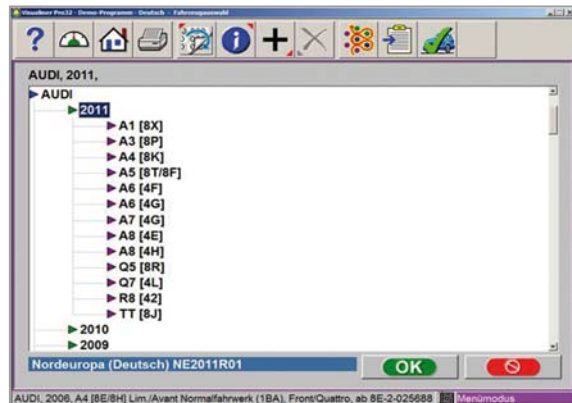 Visualiner Pro32 - Demo-Programm - Deutsch - Fahrzeugauswahl
AUDI, 2011,
AUDI
2011
A1 [8X]
A3 [8P]
A4 [8K]
A5 [8T/8F]
A6 [4F]
A6 [4G]
A7 [4G]
A8 [4E]
A8 [4H]
Q5 [8R]
Q7 [4L]
R8 [42]
TT [8J]
2010
2009
Nordeuropa (Deutsch) NE2011R01
OK
AUDI, 2006, A4 [8E/8H] Lim./Avant Normalfahrwerk (1BA), Front/Quattro, ab 8E-2-025688
Menümodus